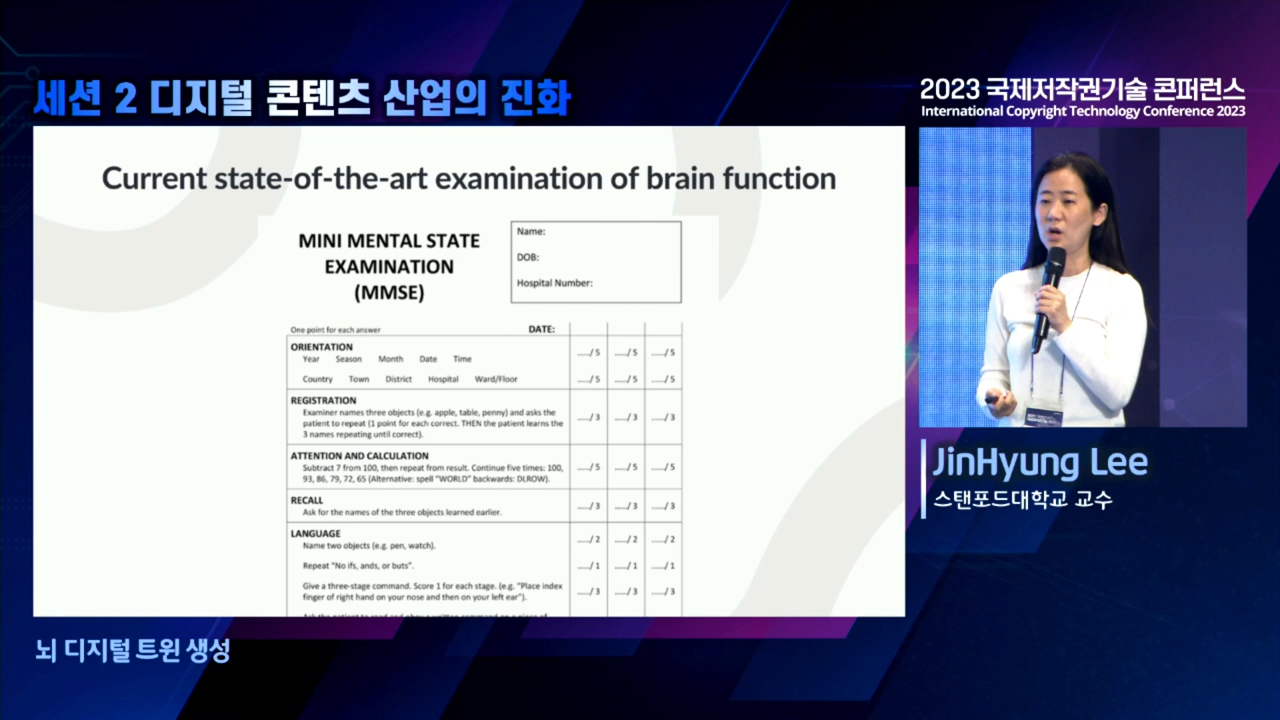 세션 2 디지털 콘텐츠 산업의 진화
2023 국제저작권기술 콘퍼런스
International Copyright Technology Conference 2023
Current state-of-the-art examination of brain function
MINI MENTAL STATE
EXAMINATION
(MMSE)
Name:
DOB:
Hospital Number:
One point for each answer DATE:
ORIENTATION
Year Season Month Date Time ....../ 5 ....../ 5 ....../ 5
Country Town District Hospital Ward/Floor ....../ 5 ....../ 5 ....../ 5
REGISTRATION
Examiner names three objects (e.g. apple, table, penny) and asks the
patient to repeat (1 point for each correct. THEN the patient learns the ....../ 3 ....../ 3 ....../ 3
3 names repeating until correct).
ATTENTION AND CALCULATION
Subtract 7 from 100, then repeat from result. Continue five times: 100, ....../ 5 ....../ 5 ....../ 5
93, 86, 79, 72, 65 (Alternative: spell "WORLD" backwards: DLROW).
RECALL
Ask for the names of the three objects learned earlier. ....../ 3 ....../ 3 ....../ 3
LANGUAGE
Name two objects (e.g. pen, watch). ....../ 2 ....../ 2 ....../ 2
Repeat "No ifs, ands, or buts". ....../ 1 ....../ 1 ....../ 1
Give a three-stage command. Score 1 for each stage. (e.g. "Place index ....../ 3 ....../ 3 ....../ 3
finger of right hand on your nose and then on your left ear").
JinHyung Lee
스탠포드대학교 교수
뇌 디지털 트윈 생성